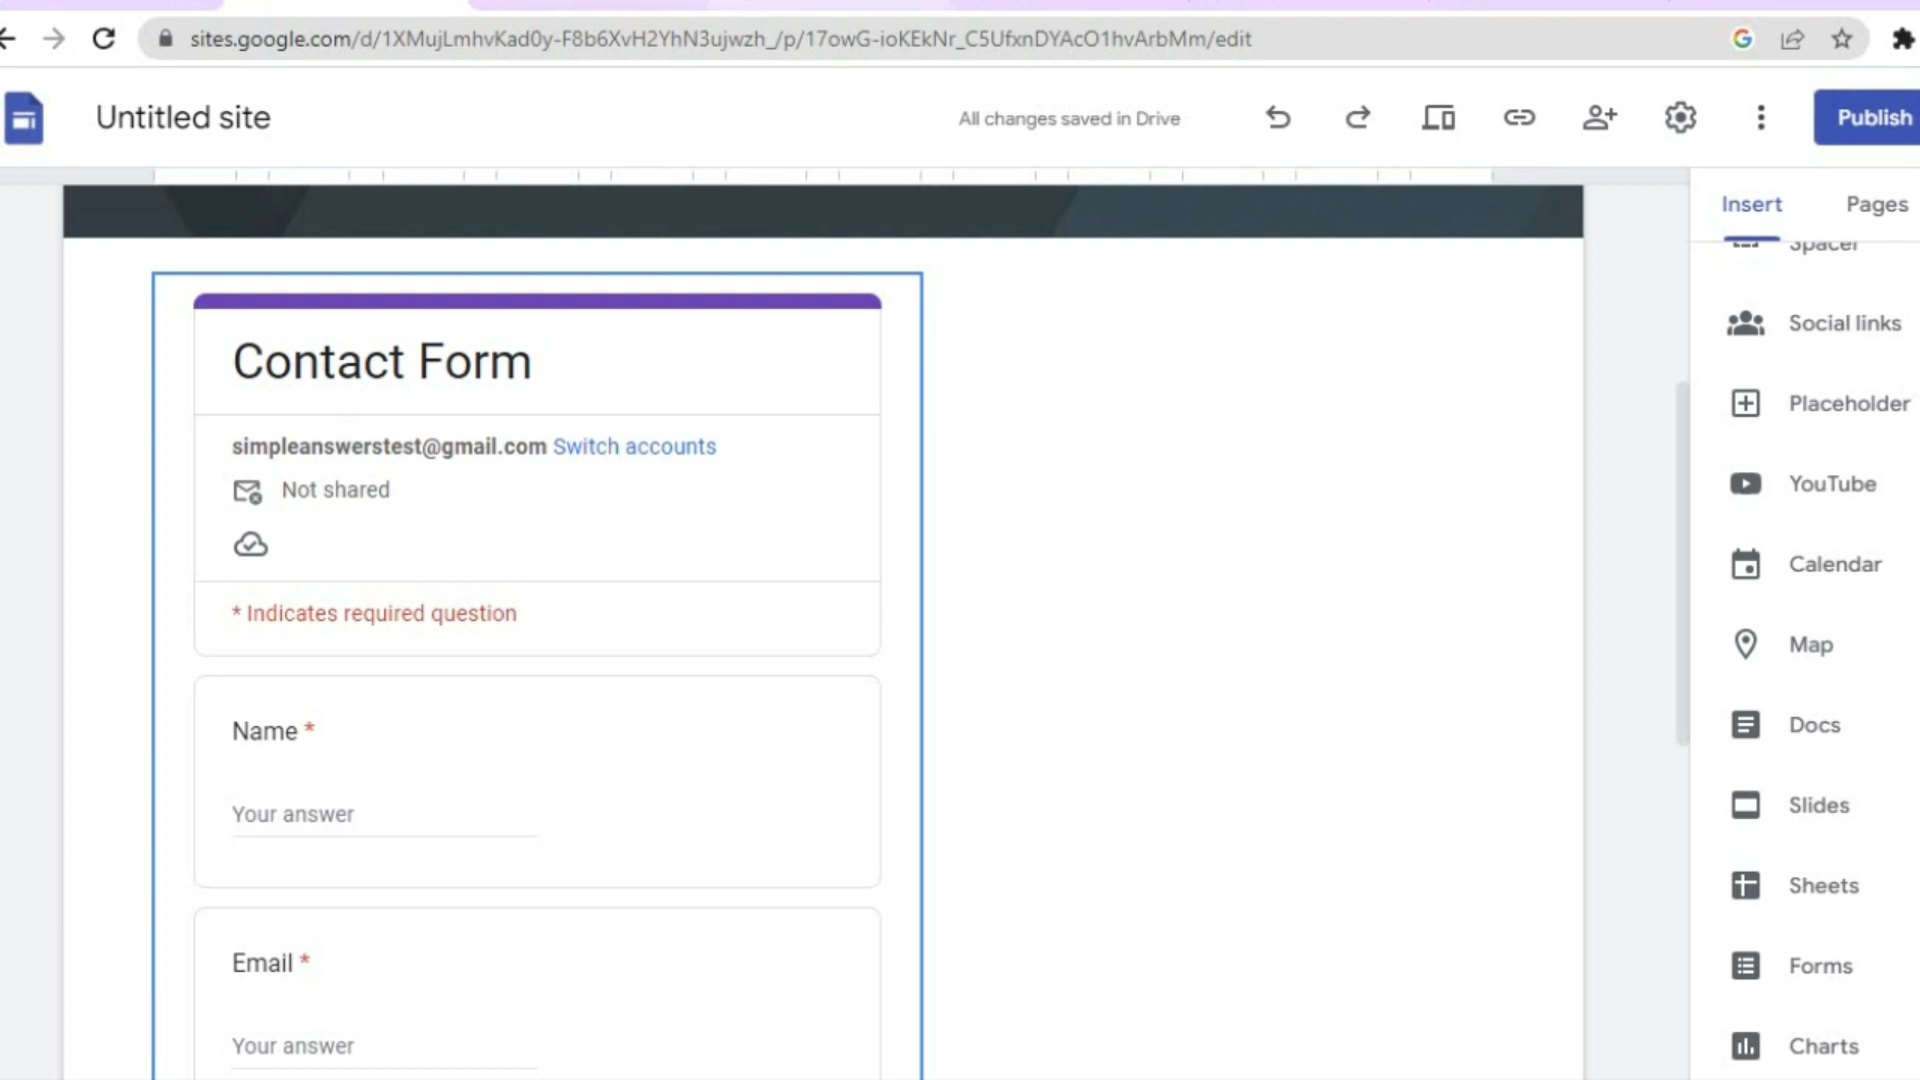 sites.google.com/d/1XMujLmhvKad0y-F8b6XvH2YhN3ujwzh_/p/17owG-ioKEkNr_C5UfxnDYAcO1hvArbMm/edit
Untitled site
All changes saved in Drive
Publish
Insert
Pages
Spacer
Contact Form
simpleanswerstest@gmail.com Switch accounts
Not shared
* Indicates required question
Name *
Your answer
Email *
Your answer
Social links
Placeholder
YouTube
Calendar
Map
Docs
Slides
Sheets
Forms
Charts